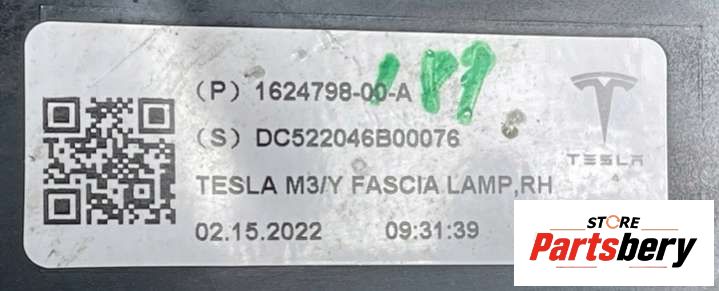 (P) 1624798-00-A
(S) DC522046B00076
TESLA M3/Y FASCIA LAMP,RH
02.15.2022 09:31:39
TESLA
STORE
Partsbery